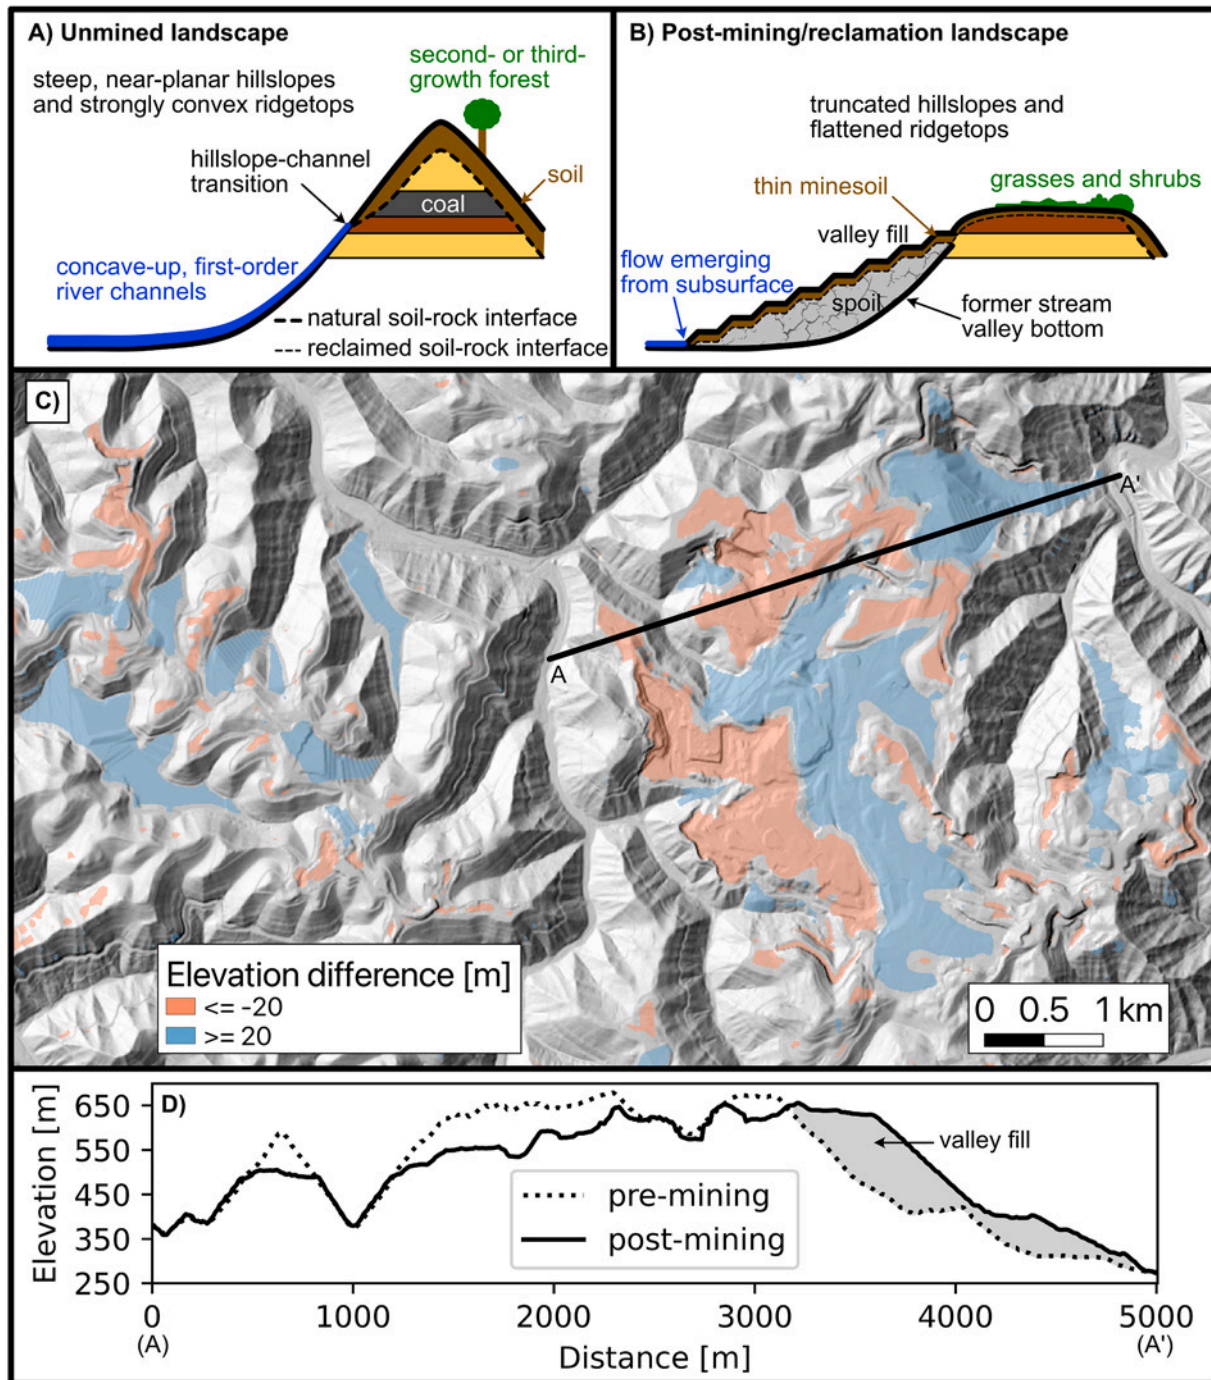 A) Unmined landscape
steep, near-planar hillslopes
and strongly convex ridgetops
second- or third-
growth forest
hillslope-channel
transition
soil
coal
concave-up, first-order
river channels
natural soil-rock interface
reclaimed soil-rock interface
B) Post-mining/reclamation landscape
truncated hillslopes and
flattened ridgetops
thin minesoil
grasses and shrubs
valley fill
flow emerging
from subsurface
spoil
former stream
valley bottom
C)
A
A'
Elevation difference [m]
<= -20
>= 20
0 0.5 1 km
D)
Elevation [m]
650
550
450
350
250
valley fill
pre-mining
post-mining
0 1000 2000 3000 4000 5000
(A) (A')
Distance [m]